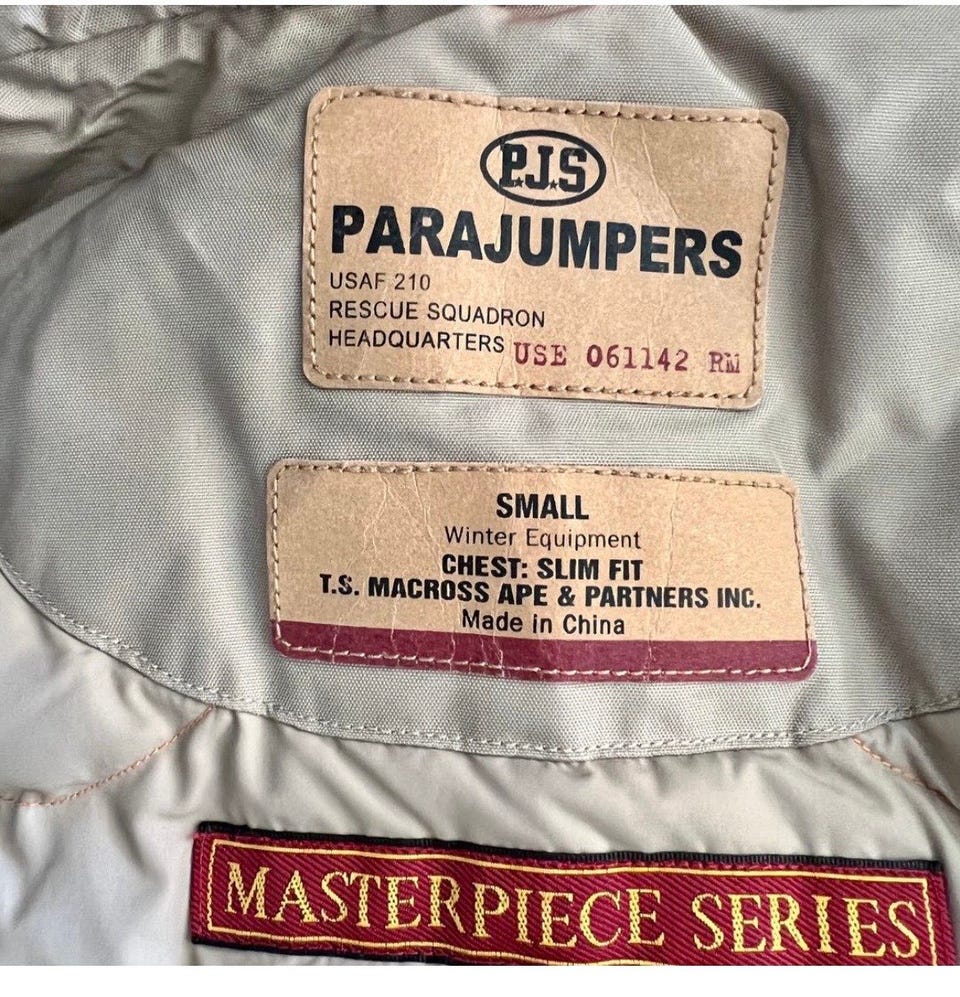 P.J.S
PARAJUMPERS
USAF 210
RESCUE SQUADRON
HEADQUARTERS USE 061142 RM
SMALL
Winter Equipment
CHEST: SLIM FIT
T.S. MACROSS APE & PARTNERS INC.
Made in China
MASTERPIECE SERIES